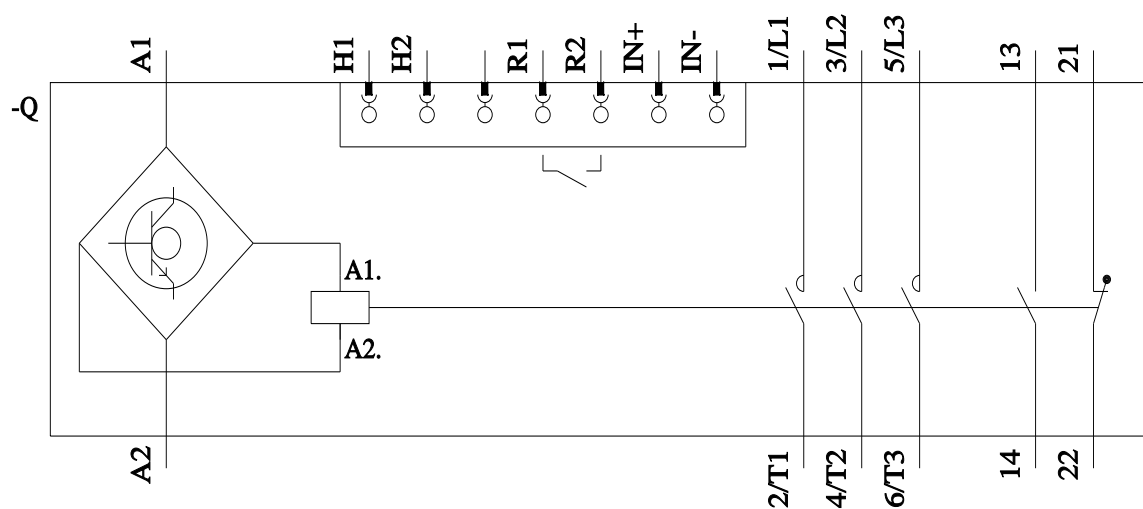 A1
H1
H2
R1
R2
IN+
IN-
1/L1
3/L2
5/L3
13
21
-Q
A1.
A2.
A2
2/T1
4/T2
6/T3
14
22